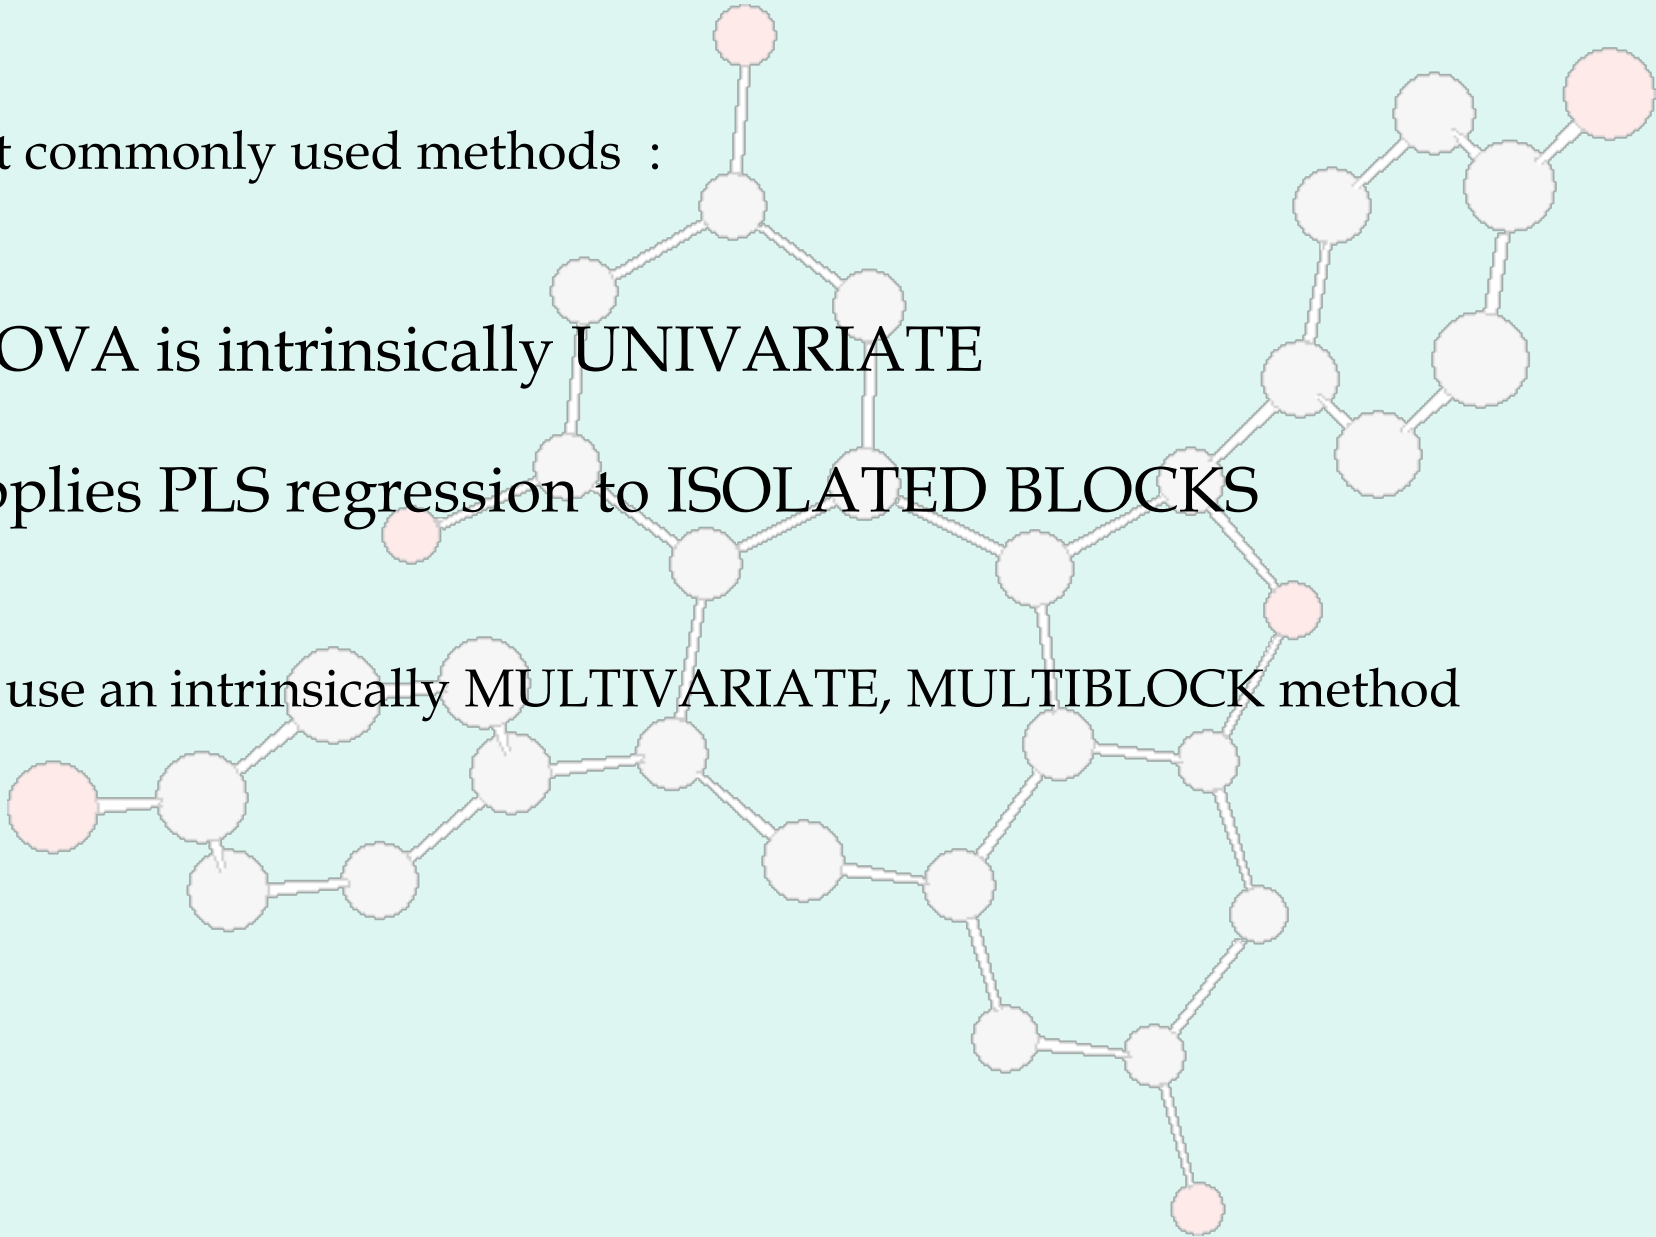 t commonly used methods :
OVA is intrinsically UNIVARIATE
pplies PLS regression to ISOLATED BLOCKS
use an intrinsically MULTIVARIATE, MULTIBLOCK method